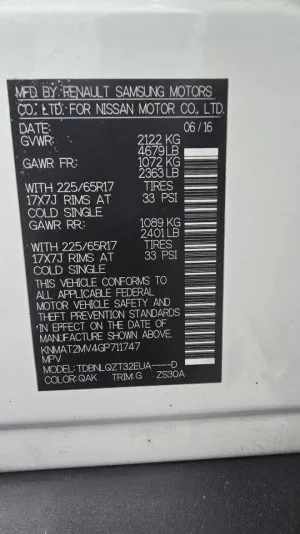 MFD. BY: RENAULT SAMSUNG MOTORS
CO., LTD. FOR NISSAN MOTOR CO., LTD.
DATE: 06/16
GVWR: 2122 KG
4679 LB
GAWR FR: 1072 KG
2363 LB
WITH 225/65R17 TIRES
17X7J RIMS AT 33 PSI
COLD SINGLE
GAWR RR: 1089 KG
2401 LB
WITH 225/65R17 TIRES
17X7J RIMS AT 33 PSI
COLD SINGLE
THIS VEHICLE CONFORMS TO
ALL APPLICABLE FEDERAL
MOTOR VEHICLE SAFETY AND
THEFT PREVENTION STANDARDS
IN EFFECT ON THE DATE OF
MANUFACTURE SHOWN ABOVE.
KNMAT2MV4GP711747
MPV
MODEL: TDBNLQZT32EUA-----D
COLOR: QAK TRIM: G ZS30A